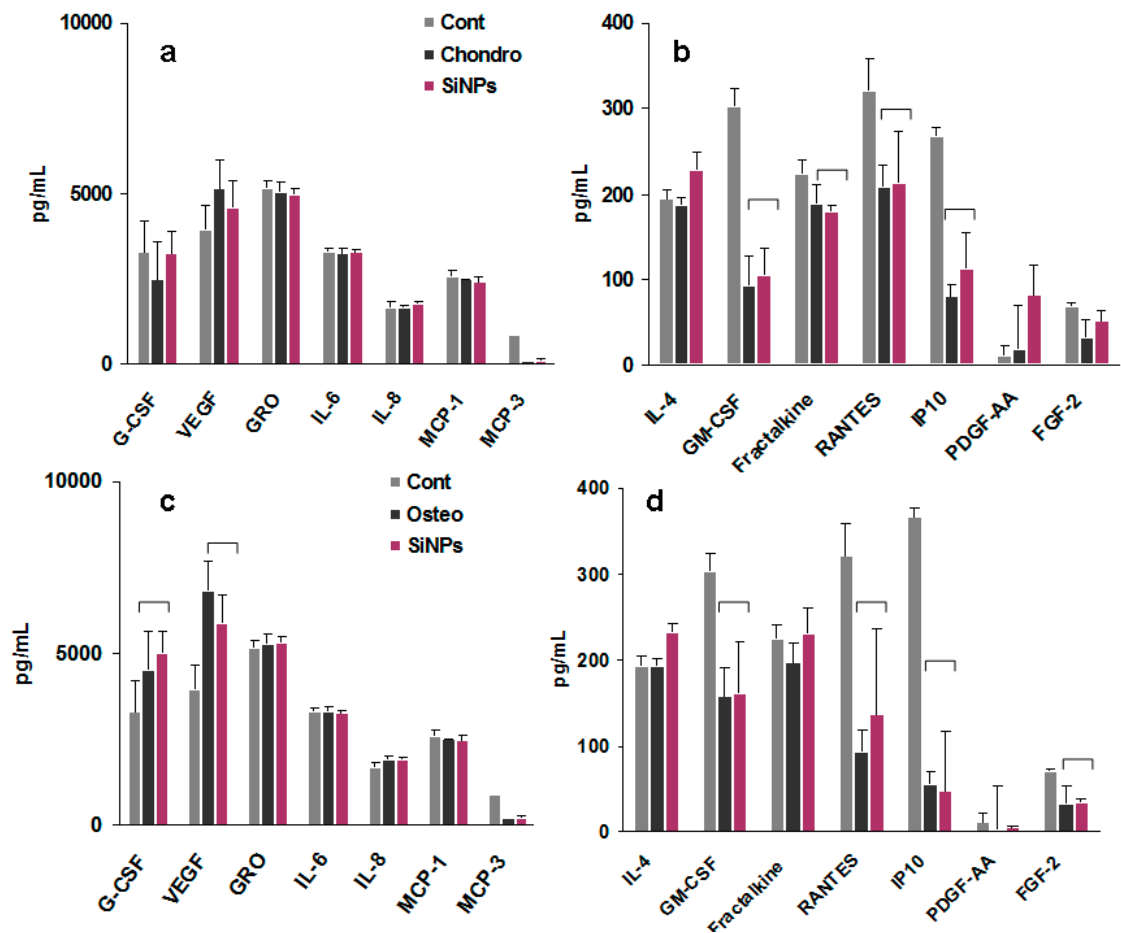 10000
5000
0
pg/mL
a
Cont
Chondro
SiNPs
G-CSF
VEGF
GRO
IL-6
IL-8
MCP-1
MCP-3
400
300
200
100
0
pg/mL
b
IL-4
GM-CSF
Fractalkine
RANTES
IP10
PDGF-AA
FGF-2
10000
5000
0
pg/mL
c
Cont
Osteo
SiNPs
G-CSF
VEGF
GRO
IL-6
IL-8
MCP-1
MCP-3
400
300
200
100
0
pg/mL
d
IL-4
GM-CSF
Fractalkine
RANTES
IP10
PDGF-AA
FGF-2